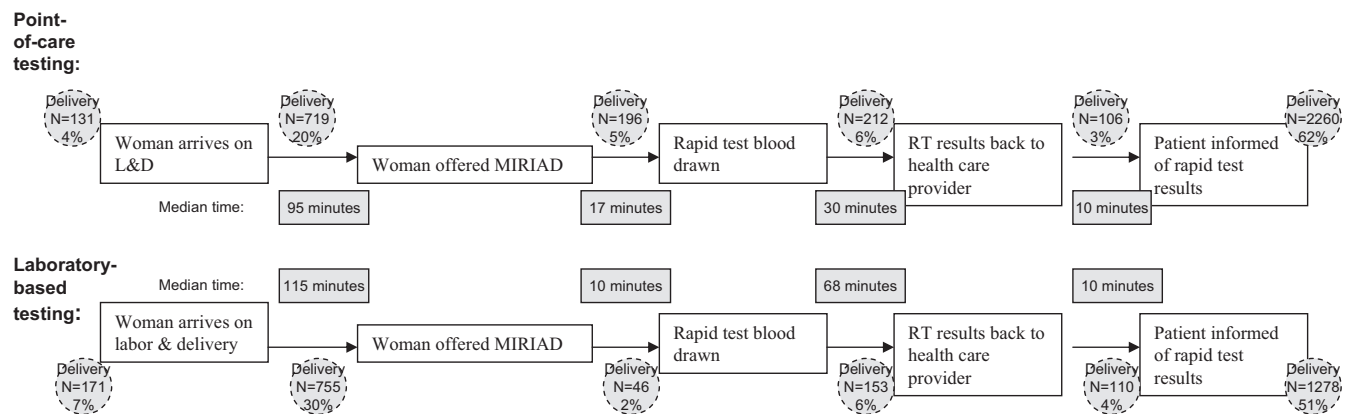 Point-
of-care
testing:
Delivery
N=131
4%
Woman arrives on
L&D
Delivery
N=719
20%
Woman offered MIRIAD
Delivery
N=196
5%
Rapid test blood
drawn
Delivery
N=212
6%
RT results back to
health care
provider
Delivery
N=106
3%
Patient informed
of rapid test
results
Delivery
N=2260
62%
Median time:
95 minutes
17 minutes
30 minutes
10 minutes
Laboratory-
based
testing:
Median time:
115 minutes
10 minutes
68 minutes
10 minutes
Woman arrives on
labor & delivery
Woman offered MIRIAD
Rapid test blood
drawn
RT results back to
health care
provider
Patient informed
of rapid test
results
Delivery
N=171
7%
Delivery
N=755
30%
Delivery
N=46
2%
Delivery
N=153
6%
Delivery
N=110
4%
Delivery
N=1278
51%